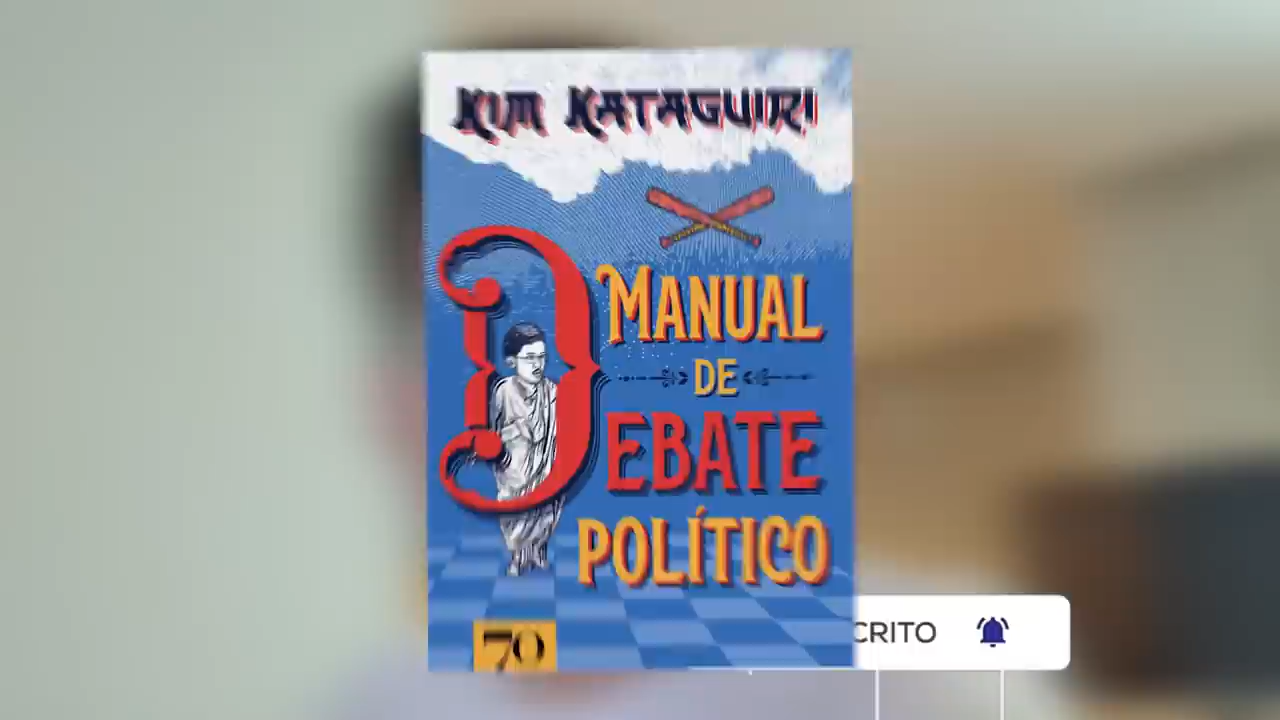 KIM KATAGUIRI
MANUAL
DE
DEBATE
POLÍTICO
70
CRITO